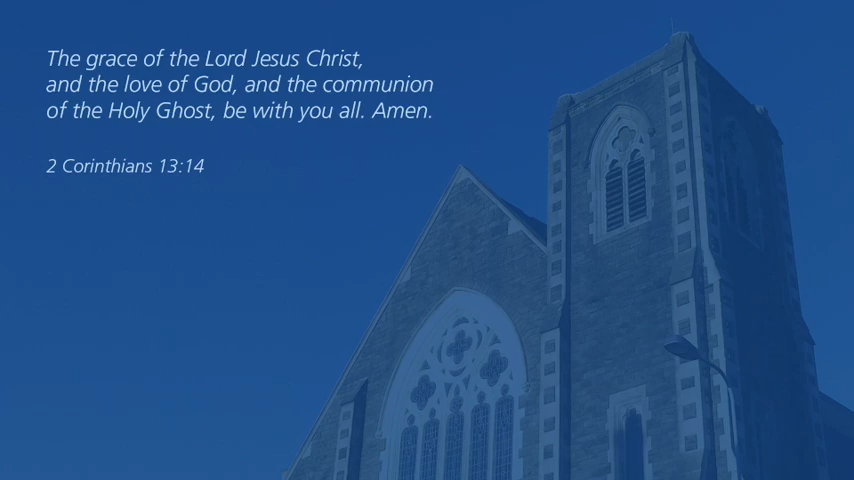 The grace of the Lord Jesus Christ,
and the love of God, and the communion
of the Holy Ghost, be with you all. Amen.
2 Corinthians 13:14